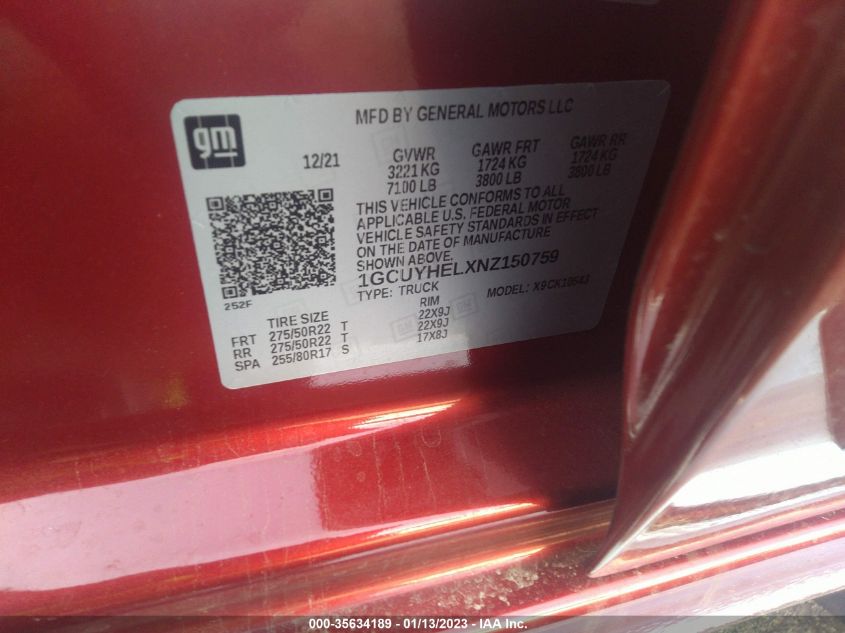 MFD BY GENERAL MOTORS LLC
gm
12/21 GVWR GAWR FRT GAWR RR
3221 KG 1724 KG 1724 KG
7100 LB 3800 LB 3800 LB
THIS VEHICLE CONFORMS TO ALL
APPLICABLE U.S. FEDERAL MOTOR
VEHICLE SAFETY STANDARDS IN EFFECT
ON THE DATE OF MANUFACTURE
SHOWN ABOVE.
1GCUYHELXNZ150759
252F
TYPE: TRUCK MODEL: X9CK10543
TIRE SIZE RIM
FRT 275/50R22 T 22X9J
RR 275/50R22 T 22X9J
SPA 255/80R17 S 17X8J
000-35634189 - 01/13/2023 - IAA Inc.